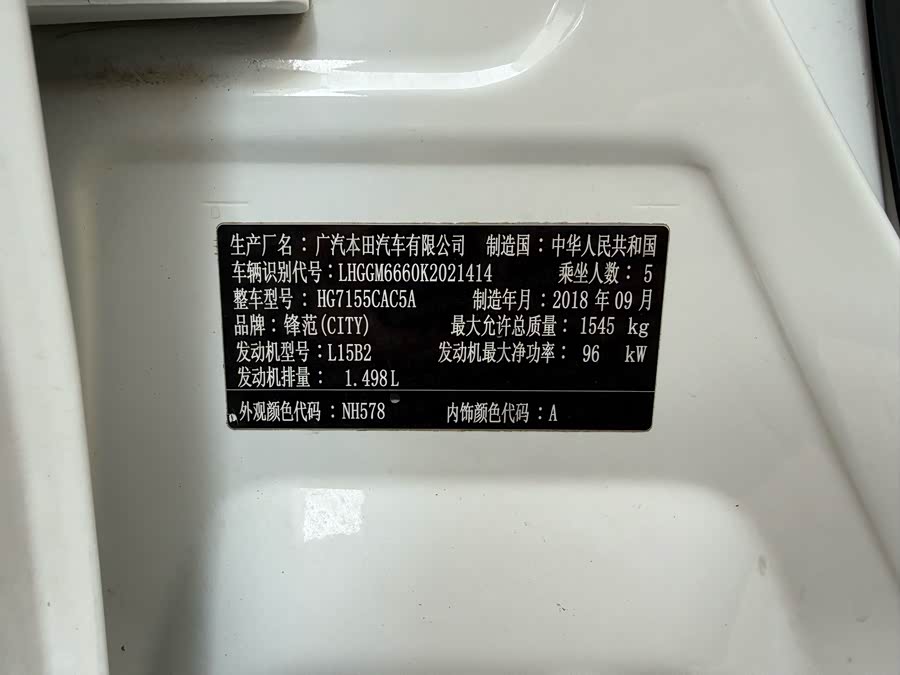 生产厂名：广汽本田汽车有限公司 制造国：中华人民共和国
车辆识别代号：LHGGM6660K2021414 乘坐人数：5
整车型号：HG7155CAC5A 制造年月：2018 年 09 月
品牌：锋范(CITY) 最大允许总质量：1545 kg
发动机型号：L15B2 发动机最大净功率：96 kW
发动机排量：1.498L
外观颜色代码：NH578 内饰颜色代码：A